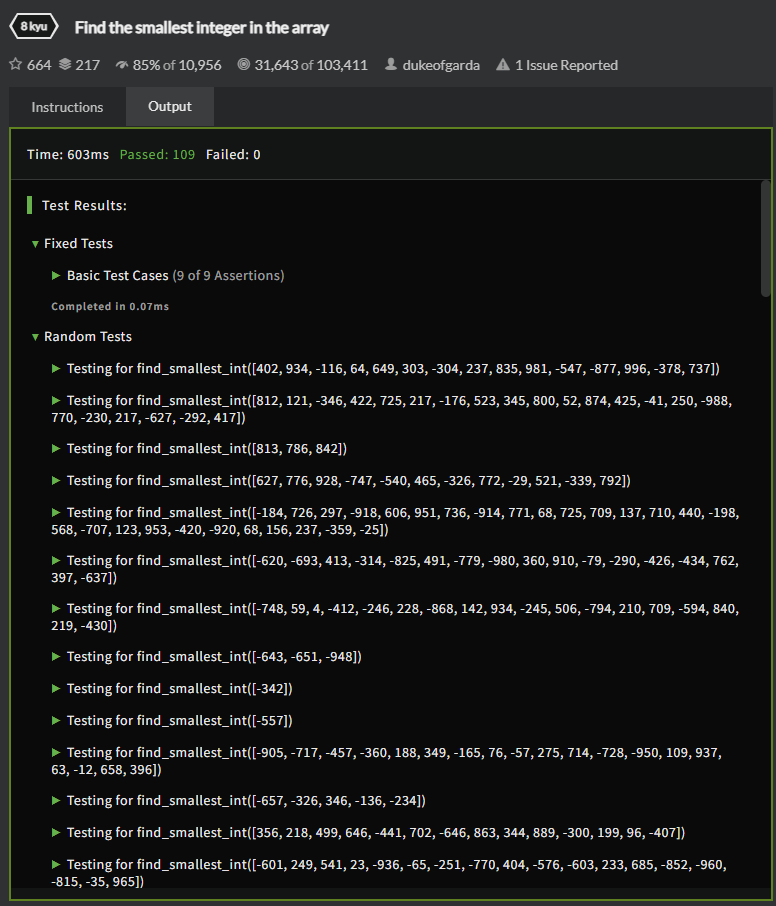 8 kyu Find the smallest integer in the array
664 217 85% of 10,956 31,643 of 103,411 dukeofgarda 1 Issue Reported
Instructions Output
Time: 603ms Passed: 109 Failed: 0
Test Results:
Fixed Tests
Basic Test Cases (9 of 9 Assertions)
Completed in 0.07ms
Random Tests
Testing for find_smallest_int([402, 934, -116, 64, 649, 303, -304, 237, 835, 981, -547, -877, 996, -378, 737])
Testing for find_smallest_int([812, 121, -346, 422, 725, 217, -176, 523, 345, 800, 52, 874, 425, -41, 250, -988,
770, -230, 217, -627, -292, 417])
Testing for find_smallest_int([813, 786, 842])
Testing for find_smallest_int([627, 776, 928, -747, -540, 465, -326, 772, -29, 521, -339, 792])
Testing for find_smallest_int([-184, 726, 297, -918, 606, 951, 736, -914, 771, 68, 725, 709, 137, 710, 440, -198,
568, -707, 123, 953, -420, -920, 68, 156, 237, -359, -25])
Testing for find_smallest_int([-620, -693, 413, -314, -825, 491, -779, -980, 360, 910, -79, -290, -426, -434, 762,
397, -637])
Testing for find_smallest_int([-748, 59, 4, -412, -246, 228, -868, 142, 934, -245, 506, -794, 210, 709, -594, 840,
219, -430])
Testing for find_smallest_int([-643, -651, -948])
Testing for find_smallest_int([-342])
Testing for find_smallest_int([-557])
Testing for find_smallest_int([-905, -717, -457, -360, 188, 349, -165, 76, -57, 275, 714, -728, -950, 109, 937,
63, -12, 658, 396])
Testing for find_smallest_int([-657, -326, 346, -136, -234])
Testing for find_smallest_int([356, 218, 499, 646, -441, 702, -646, 863, 344, 889, -300, 199, 96, -407])
Testing for find_smallest_int([-601, 249, 541, 23, -936, -65, -251, -770, 404, -576, -603, 233, 685, -852, -960,
-815, -35, 965])